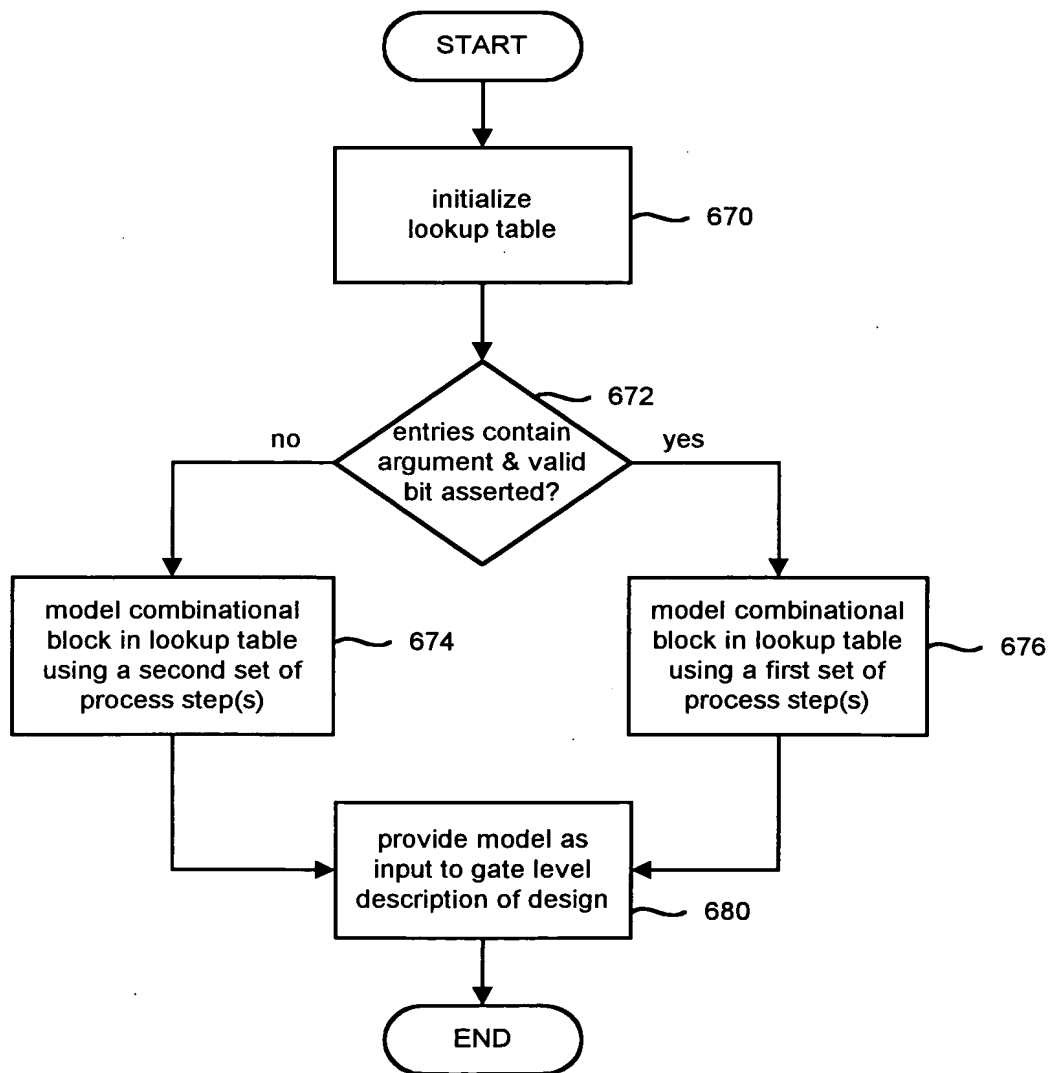 START
initialize
lookup table
670
672
entries contain
argument & valid
bit asserted?
no
yes
model combinational
block in lookup table
using a second set of
process step(s)
674
model combinational
block in lookup table
using a first set of
process step(s)
676
provide model as
input to gate level
description of design
680
END